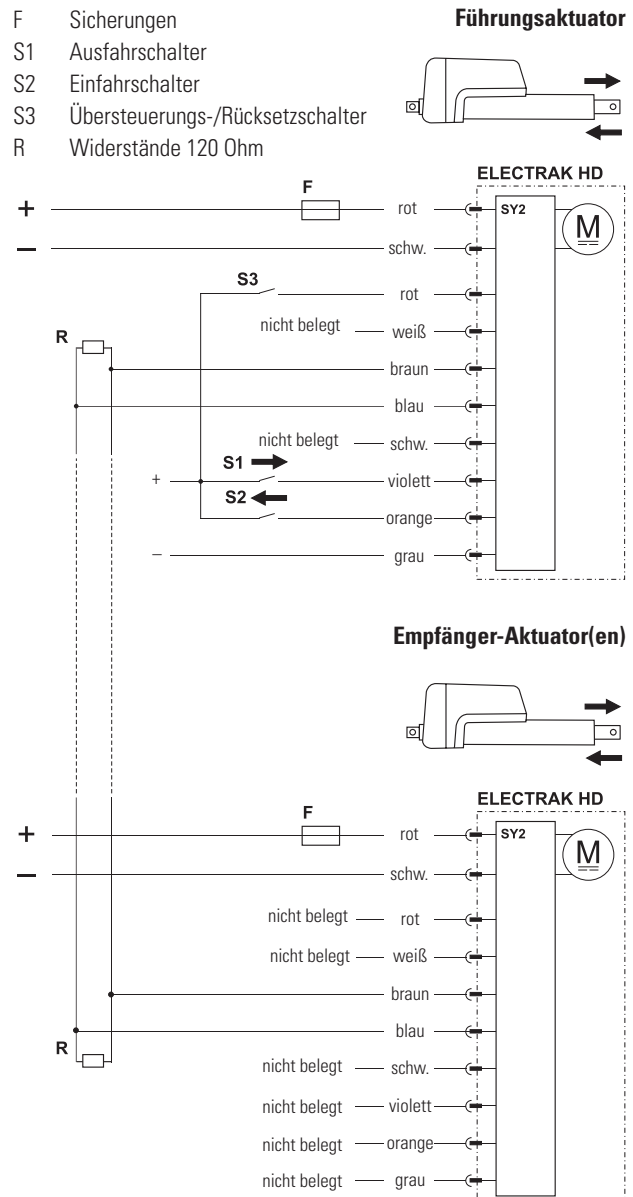 F Sicherungen
S1 Ausfahrschalter
S2 Einfahrschalter
S3 Übersteuerungs-/Rücksetzschalter
R Widerstände 120 Ohm
Führungsaktuator
ELECTRAK HD
F
+ rot SY2 M
– schw.
S3
rot
nicht belegt weiß
R
braun
blau
nicht belegt schw.
S1
+ violett
S2
orange
– grau
Empfänger-Aktuator(en)
ELECTRAK HD
F
+ rot SY2 M
– schw.
nicht belegt rot
nicht belegt weiß
braun
blau
R
nicht belegt schw.
nicht belegt violett
nicht belegt orange
nicht belegt grau